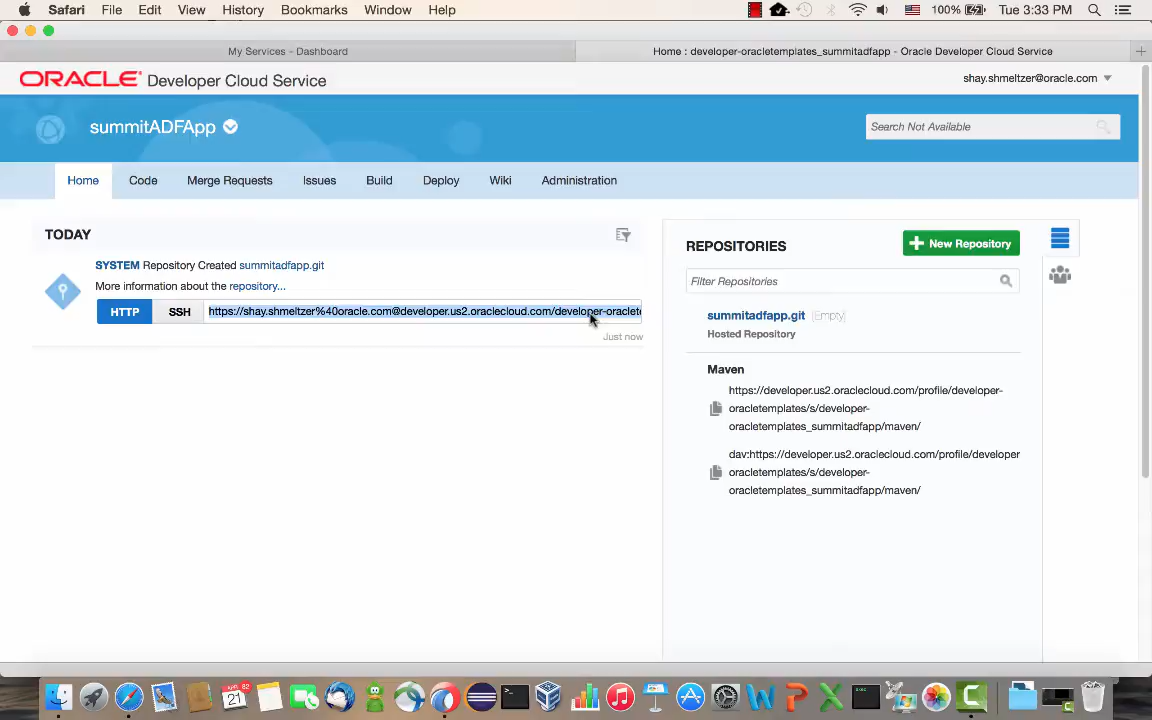 Safari File Edit View History Bookmarks Window Help 100% Tue 3:33 PM
My Services - Dashboard Home : developer-oracletemplates_summitadfapp - Oracle Developer Cloud Service
ORACLE® Developer Cloud Service shay.shmeltzer@oracle.com
summitADFApp Search Not Available
Home Code Merge Requests Issues Build Deploy Wiki Administration
TODAY
SYSTEM Repository Created summitadfapp.git
More information about the repository...
HTTP SSH https://shay.shmeltzer%40oracle.com@developer.us2.oraclecloud.com/developer-oraclet
Just now
REPOSITORIES New Repository
Filter Repositories
summitadfapp.git [Empty]
Hosted Repository
Maven
https://developer.us2.oraclecloud.com/profile/developer-
oracletemplates/s/developer-
oracletemplates_summitadfapp/maven/
dav:https://developer.us2.oraclecloud.com/profile/developer
oracletemplates/s/developer-
oracletemplates_summitadfapp/maven/